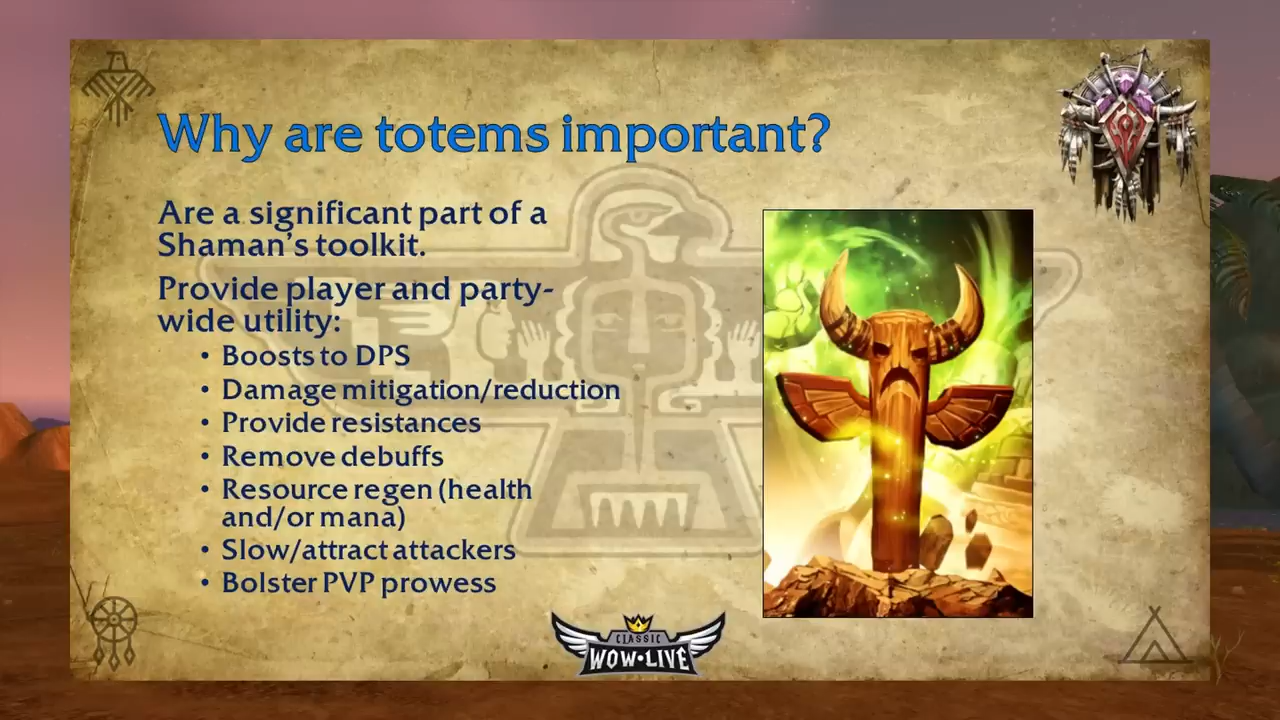 Why are totems important?
Are a significant part of a
Shaman's toolkit.
Provide player and party-
wide utility:
• Boosts to DPS
• Damage mitigation/reduction
• Provide resistances
• Remove debuffs
• Resource regen (health
and/or mana)
• Slow/attract attackers
• Bolster PVP prowess
CLASSIC
WOW•LIVE